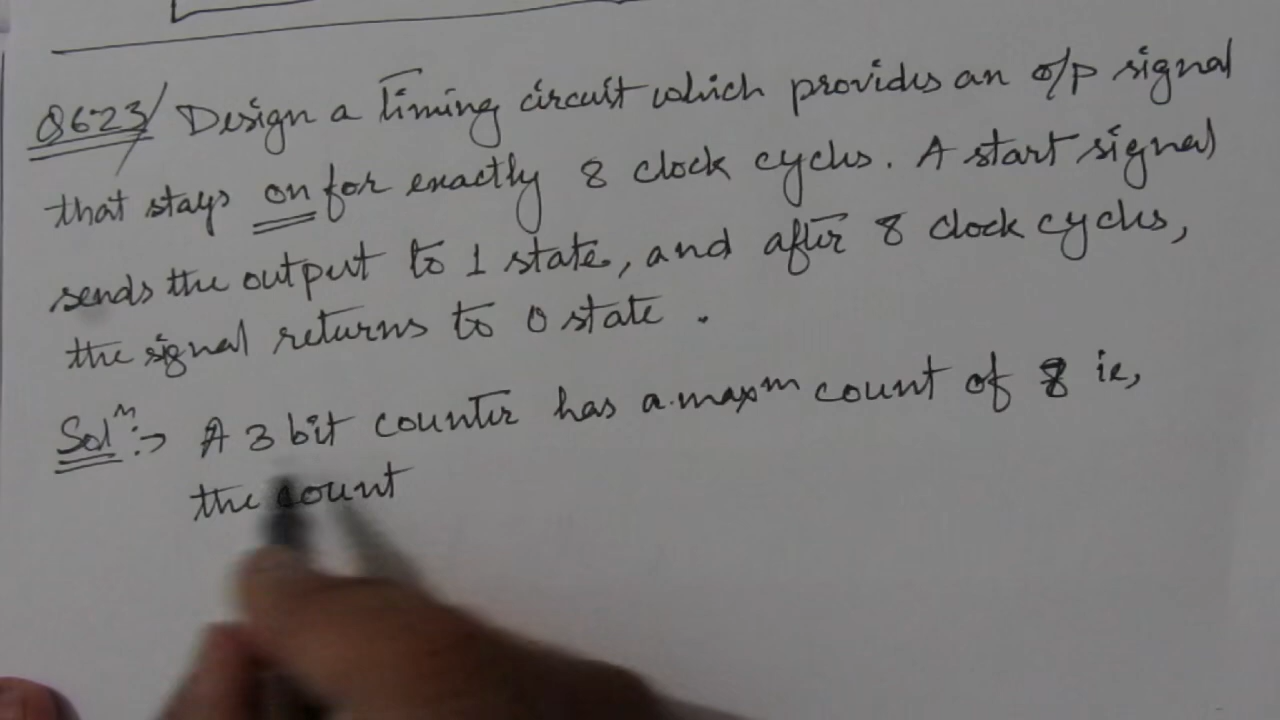 Q623/ Design a timing circuit which provides an o/p signal
that stays on for exactly 8 clock cycles. A start signal
sends the output to 1 state, and after 8 clock cycles,
the signal returns to 0 state.
Solⁿ:→ A 3 bit counter has a maxᵐ count of 8 ie,
the count